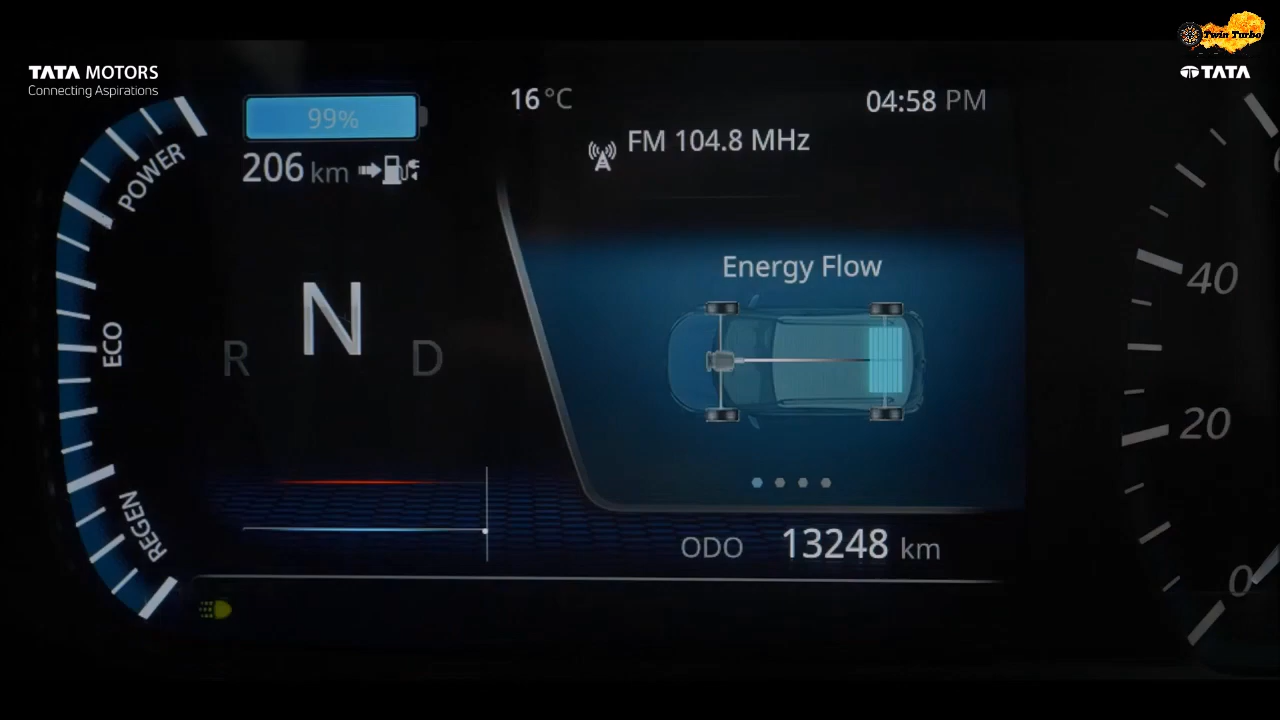 Twin Turbo
TATA MOTORS
Connecting Aspirations
TATA
99%
206 km
16 °C
04:58 PM
FM 104.8 MHz
POWER
ECO
REGEN
R N D
Energy Flow
ODO 13248 km
40
20
0